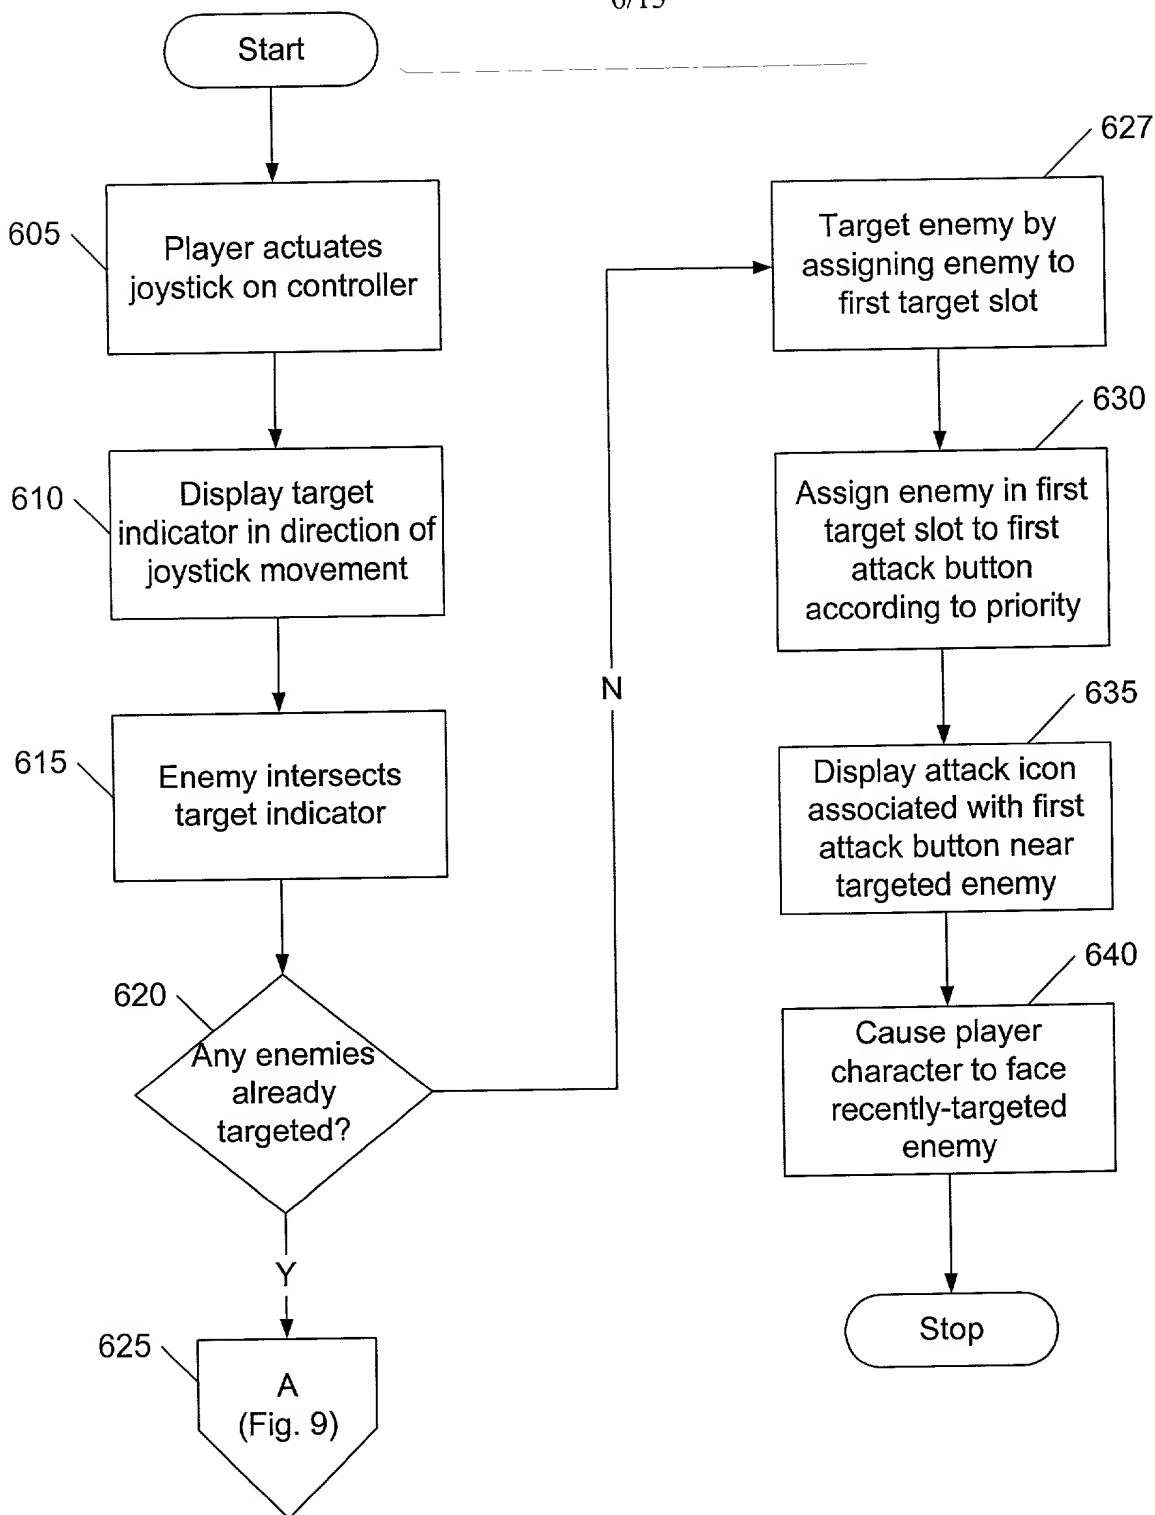 6/15
Start
605
Player actuates
joystick on controller
610
Display target
indicator in direction of
joystick movement
615
Enemy intersects
target indicator
620
Any enemies
already
targeted?
N
Y
625
A
(Fig. 9)
627
Target enemy by
assigning enemy to
first target slot
630
Assign enemy in first
target slot to first
attack button
according to priority
635
Display attack icon
associated with first
attack button near
targeted enemy
640
Cause player
character to face
recently-targeted
enemy
Stop